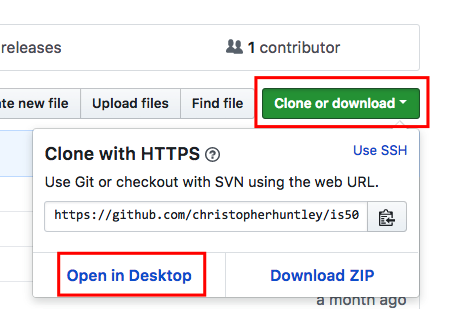 releases
1 contributor
te new file
Upload files
Find file
Clone or download
Clone with HTTPS
Use SSH
Use Git or checkout with SVN using the web URL.
https://github.com/christopherhuntley/is50
Open in Desktop
Download ZIP
a month ago